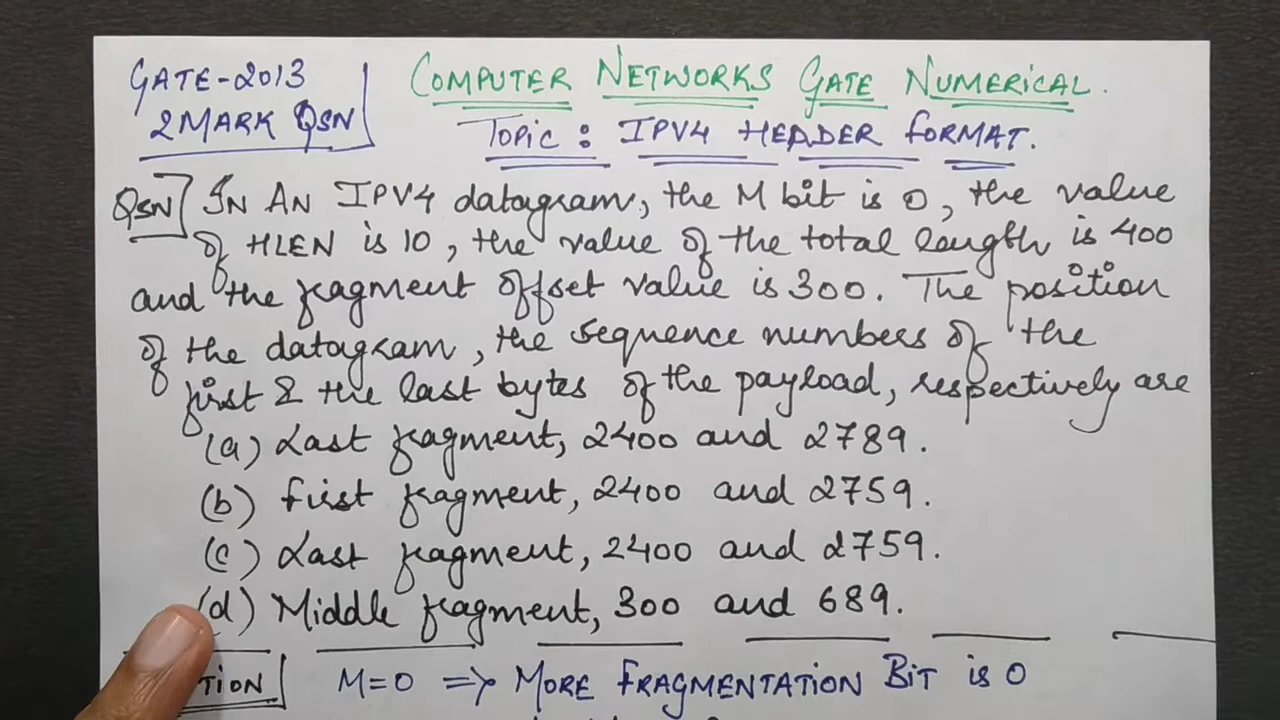 GATE-2013
2 MARK QSN
COMPUTER NETWORKS GATE NUMERICAL.
TOPIC: IPV4 HEADER FORMAT.
QSN IN AN IPV4 datagram, the M bit is 0, the value
of HLEN is 10, the value of the total length is 400
and the fragment offset value is 300. The position
of the datagram, the sequence numbers of the
first & the last bytes of the payload, respectively are
(a) Last fragment, 2400 and 2789.
(b) First fragment, 2400 and 2759.
(c) Last fragment, 2400 and 2759.
(d) Middle fragment, 300 and 689.
TION M=0 => MORE FRAGMENTATION BIT is 0